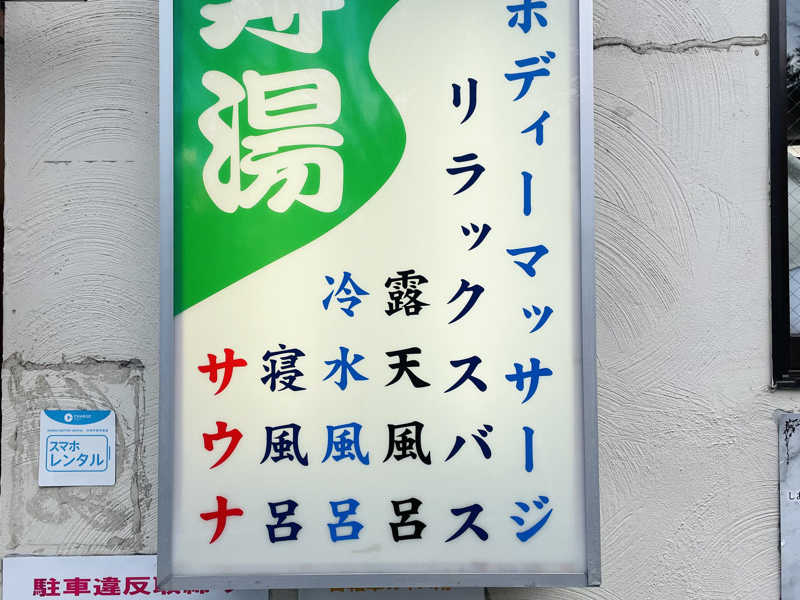 湯
ボディーマッサージ
リラックスバス
露天風呂
冷水風呂
寝風呂
サウナ
CHARGE
スマホ
レンタル
駐車違反